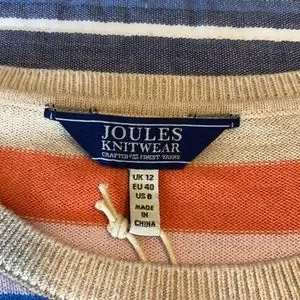 JOULES
KNITWEAR
CRAFTED FROM THE FINEST YARNS
UK 12
EU 40
US 8
MADE
IN
CHINA